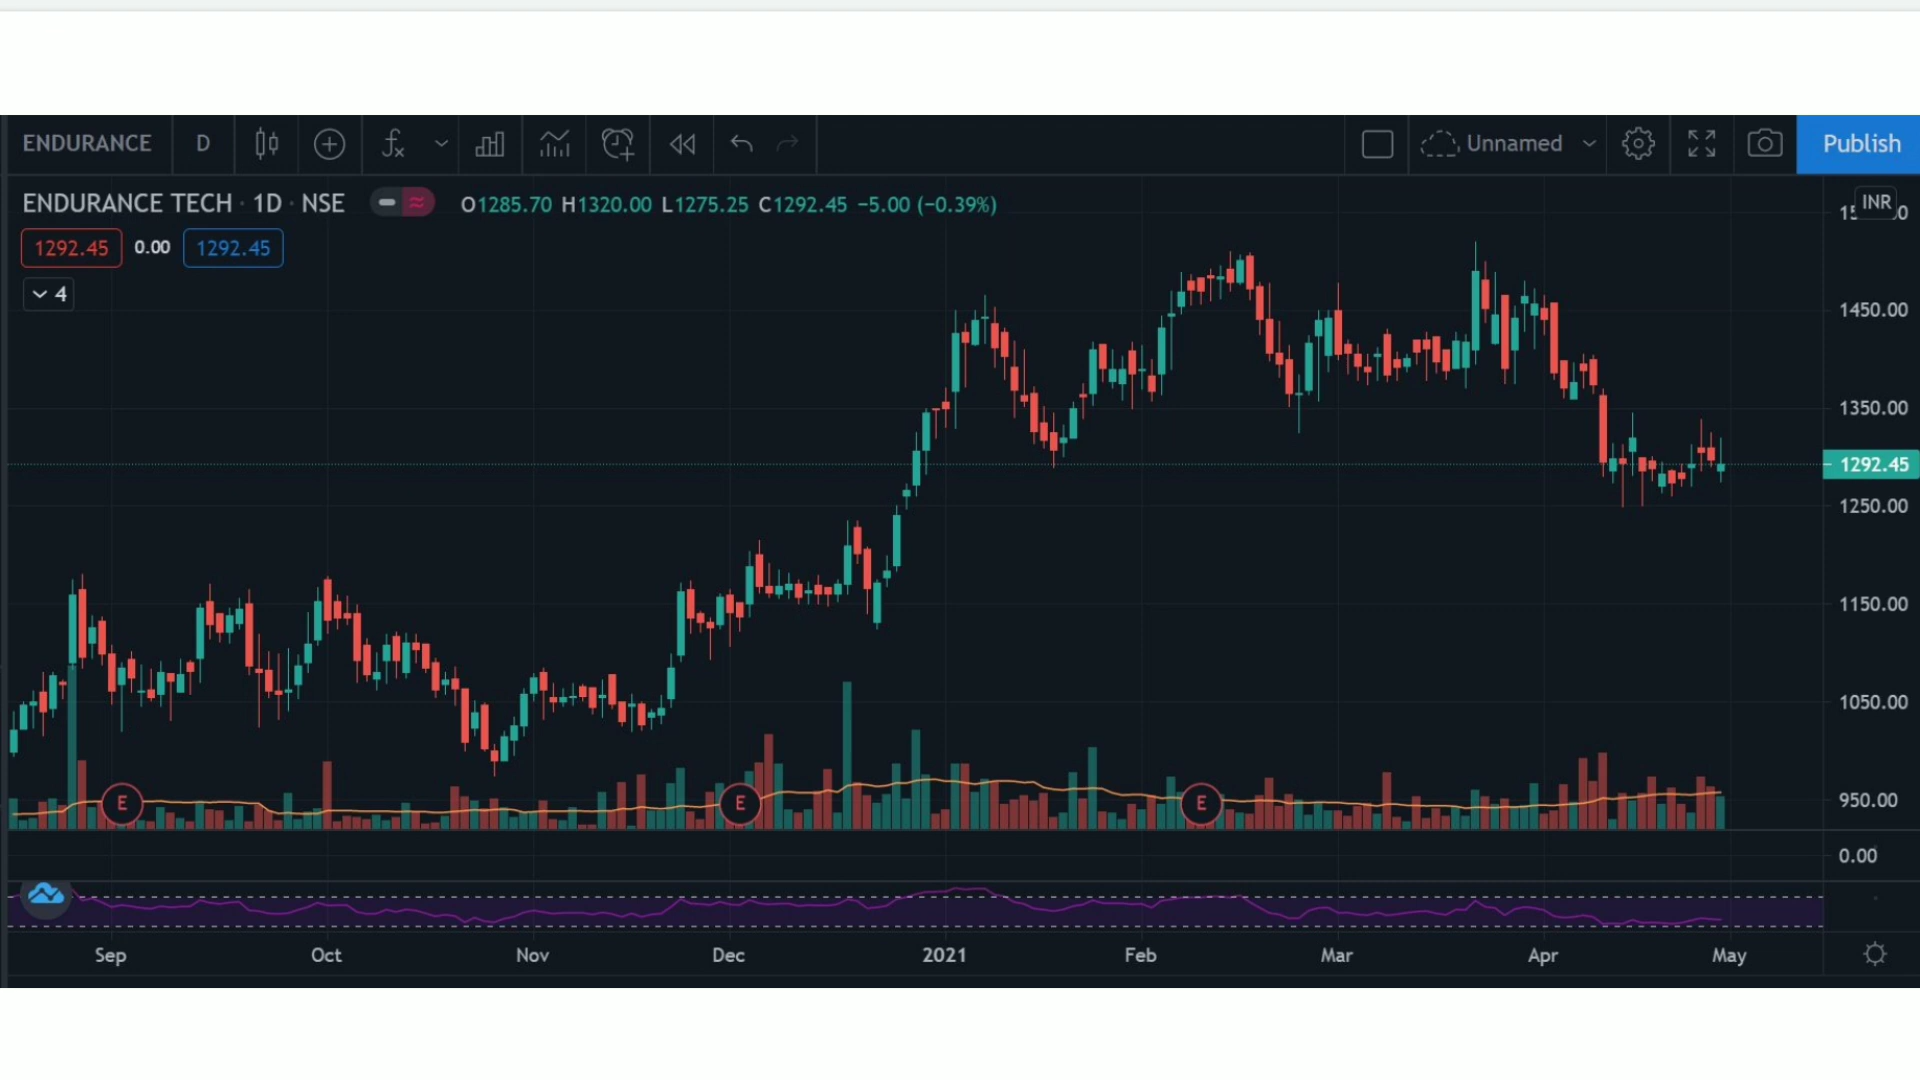 ENDURANCE D Unnamed Publish
ENDURANCE TECH · 1D · NSE O1285.70 H1320.00 L1275.25 C1292.45 −5.00 (−0.39%)
INR
1292.45 0.00 1292.45
4
1450.00
1350.00
1292.45
1250.00
1150.00
1050.00
E E E
950.00
0.00
Sep Oct Nov Dec 2021 Feb Mar Apr May